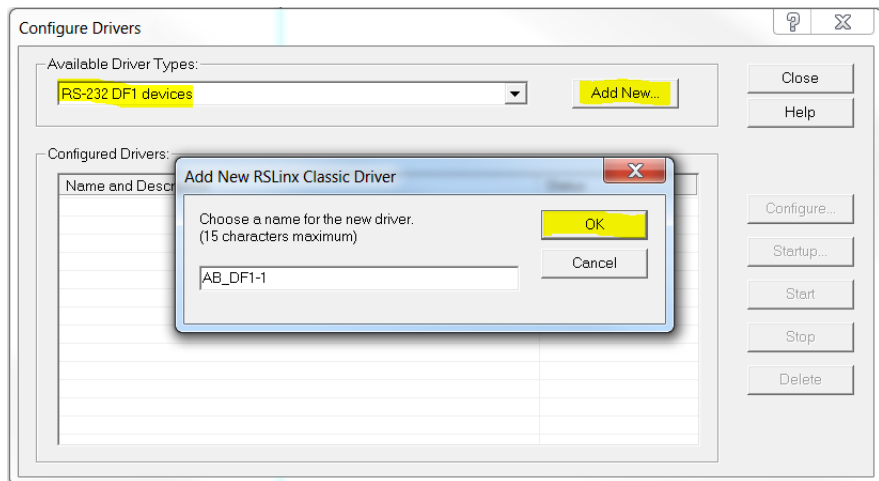 Configure Drivers
Available Driver Types:
RS-232 DF1 devices
Add New...
Close
Help
Configured Drivers:
Name and Descr
Status
Add New RSLinx Classic Driver
Choose a name for the new driver.
(15 characters maximum)
OK
Cancel
AB_DF1-1
Configure...
Startup...
Start
Stop
Delete